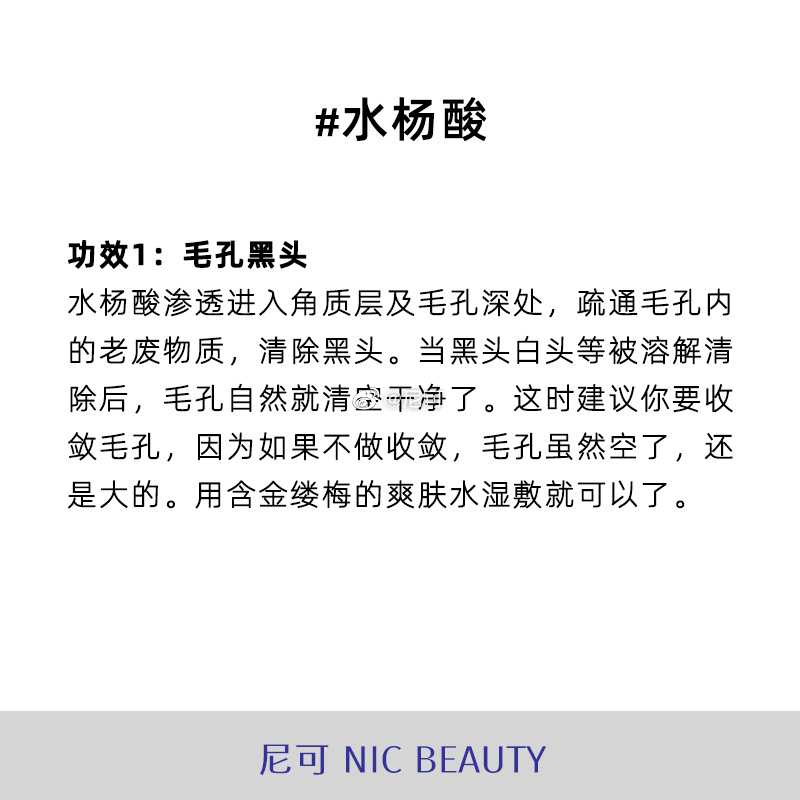 #水杨酸
功效1：毛孔黑头
水杨酸渗透进入角质层及毛孔深处，疏通毛孔内
的老废物质，清除黑头。当黑头白头等被溶解清
除后，毛孔自然就清空干净了。这时建议你要收
敛毛孔，因为如果不做收敛，毛孔虽然空了，还
是大的。用含金缕梅的爽肤水湿敷就可以了。
尼可 NIC BEAUTY